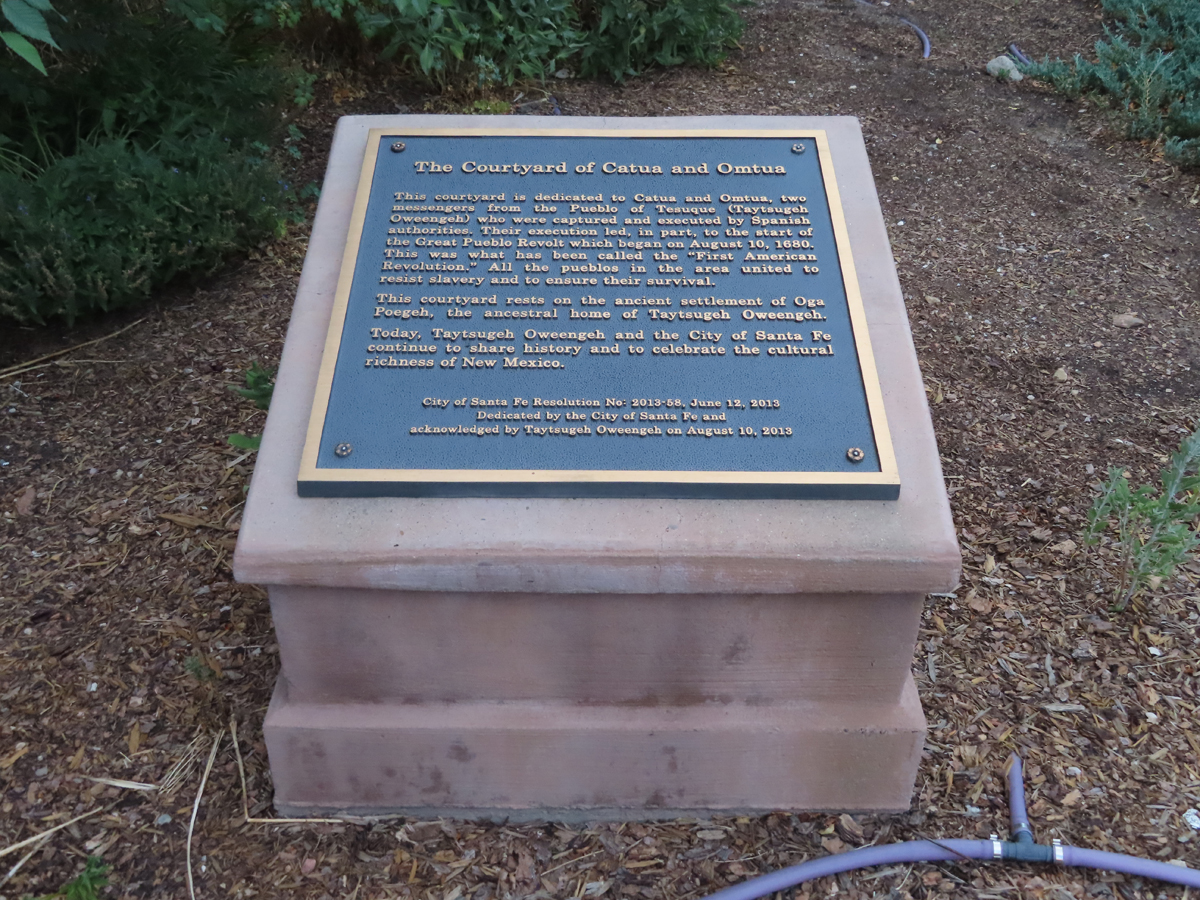 The Courtyard of Catua and Omtua
This courtyard is dedicated to Catua and Omtua, two
messengers from the Pueblo of Tesuque (Taytsugeh
Oweengeh) who were captured and executed by Spanish
authorities. Their execution led, in part, to the start of
the Great Pueblo Revolt which began on August 10, 1680.
This was what has been called the "First American
Revolution." All the pueblos in the area united to
resist slavery and to ensure their survival.
This courtyard rests on the ancient settlement of Oga
Poegeh, the ancestral home of Taytsugeh Oweengeh.
Today, Taytsugeh Oweengeh and the City of Santa Fe
continue to share history and to celebrate the cultural
richness of New Mexico.
City of Santa Fe Resolution No: 2013-58, June 12, 2013
Dedicated by the City of Santa Fe and
acknowledged by Taytsugeh Oweengeh on August 10, 2013